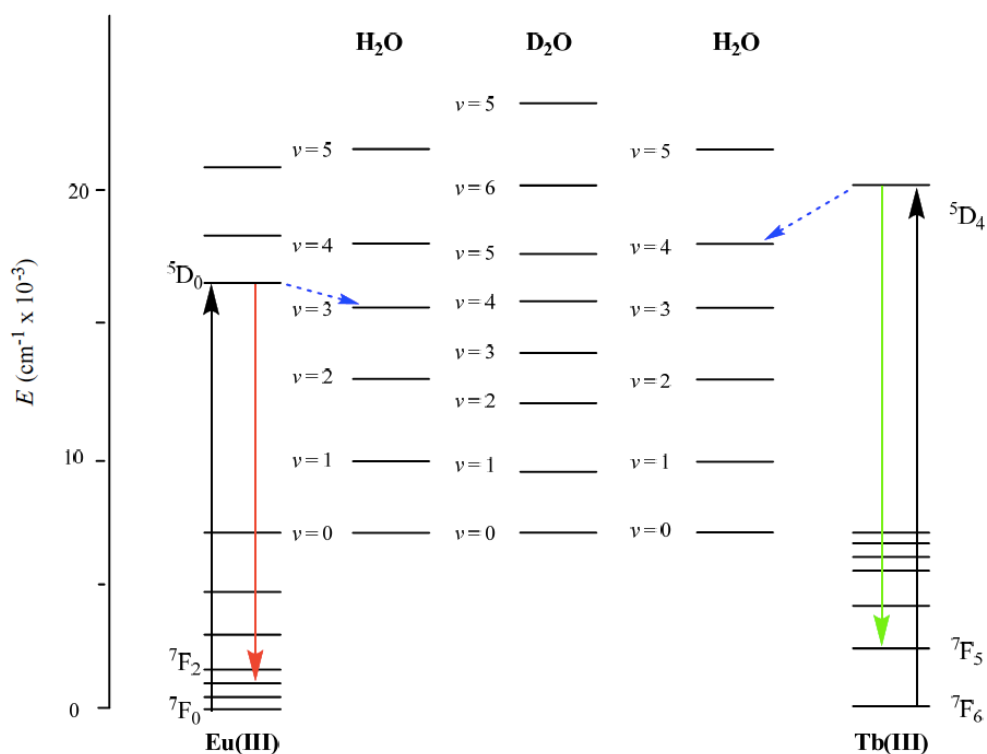 H₂O
D₂O
H₂O
E (cm⁻¹ x 10⁻³)
20
10
0
⁵D₀
⁷F₂
⁷F₀
Eu(III)
v = 5
v = 4
v = 3
v = 2
v = 1
v = 0
v = 5
v = 6
v = 5
v = 4
v = 3
v = 2
v = 1
v = 0
v = 5
v = 4
v = 3
v = 2
v = 1
v = 0
⁵D₄
⁷F₅
⁷F₆
Tb(III)